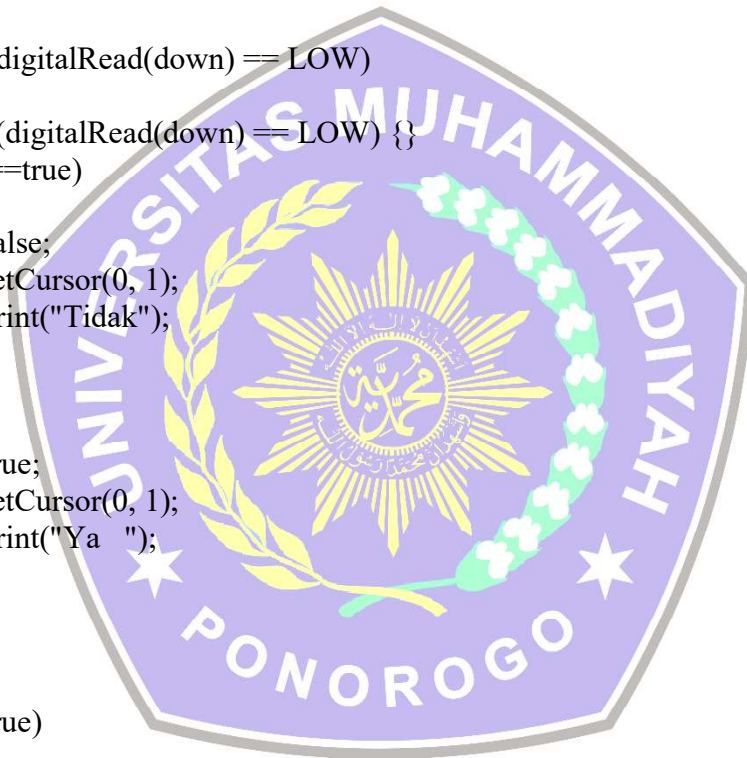 digitalRead(down) == LOW)
(digitalRead(down) == LOW) {}
==true)
alse;
etCursor(0, 1);
rint("Tidak");
rue;
etCursor(0, 1);
rint("Ya   ");
rue)
UNIVERSITAS MUHAMMADIYAH
PONOROGO
محمدية